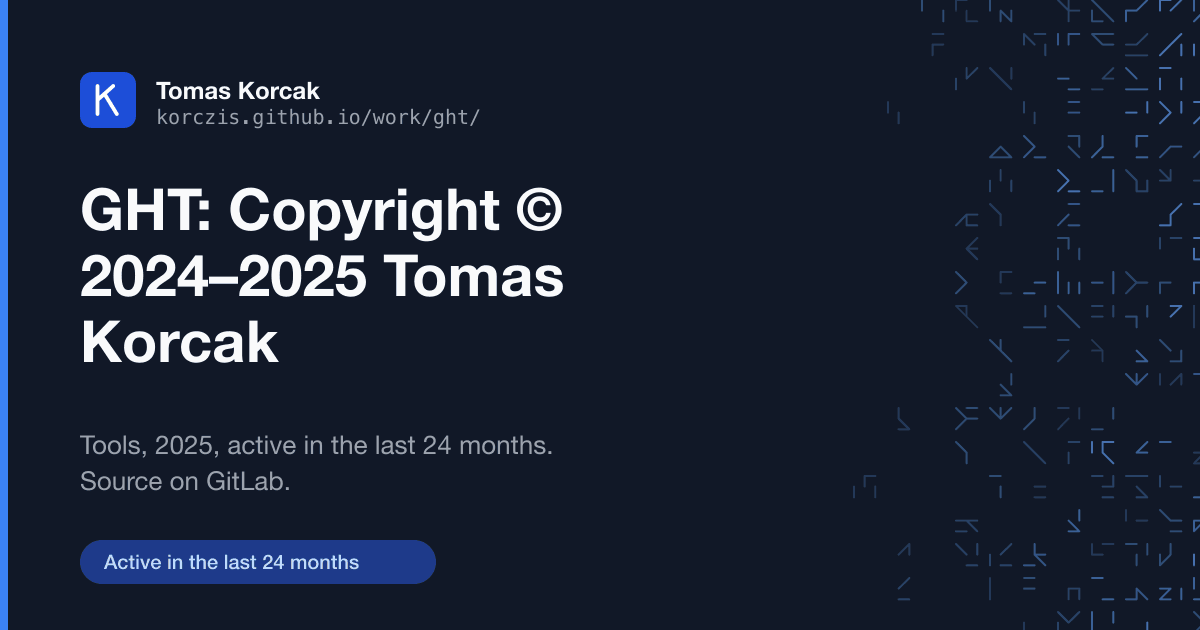 K
Tomas Korcak
korczis.github.io/work/ght/
GHT: Copyright ©
2024–2025 Tomas
Korcak
Tools, 2025, active in the last 24 months.
Source on GitLab.
Active in the last 24 months